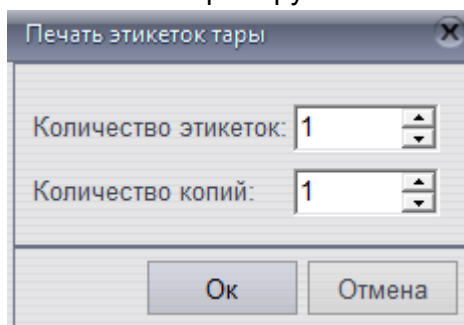 Печать этикеток тары
Количество этикеток: 1
Количество копий: 1
Ок Отмена